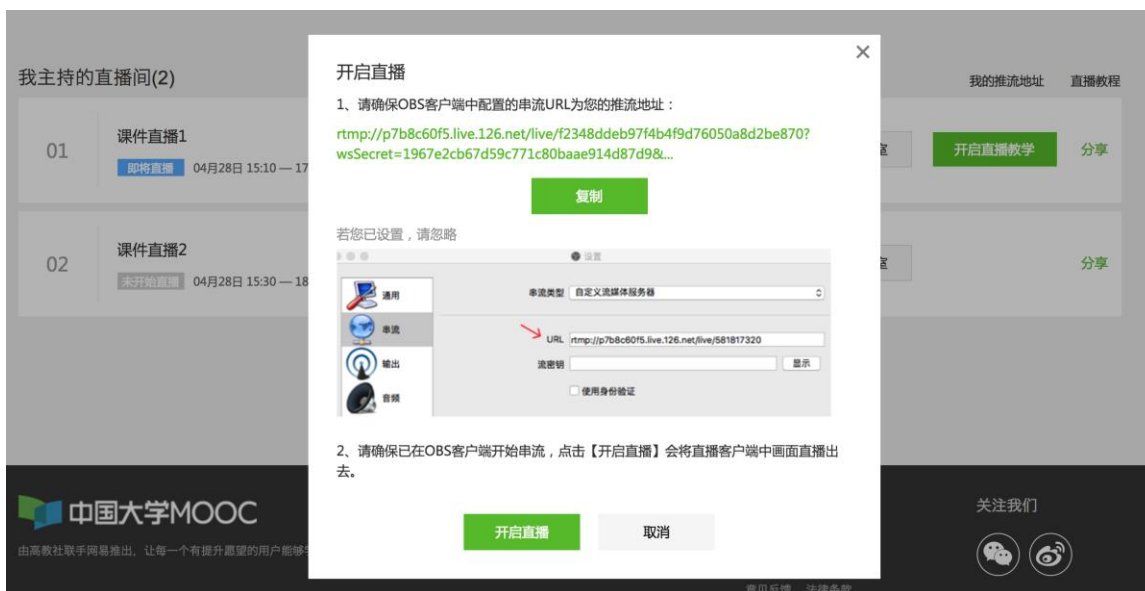 开启直播
1、请确保OBS客户端中配置的串流URL为您的推流地址：
rtmp://p7b8c60f5.live.126.net/live/f2348ddeb97f4b4f9d76050a8d2be870?
wsSecret=1967e2cb67d59c771c80baae914d87d9&...
复制
若您已设置，请忽略
设置
通用
串流类型 自定义流媒体服务器
串流
URL rtmp://p7b8c60f5.live.126.net/live/581817320
输出
流密钥 显示
使用身份验证
音频
2、请确保已在OBS客户端开始串流，点击【开启直播】会将直播客户端中画面直播出
去。
开启直播 取消
我主持的直播间(2) 我的推流地址 直播教程
01 课件直播1
即将直播 04月28日 15:10 — 17
室 开启直播教学 分享
02 课件直播2
未开始直播 04月28日 15:30 — 18
室 分享
中国大学MOOC
由高教社联手网易推出，让每一个有提升愿望的用户能够
关注我们
意见反馈 法律条款